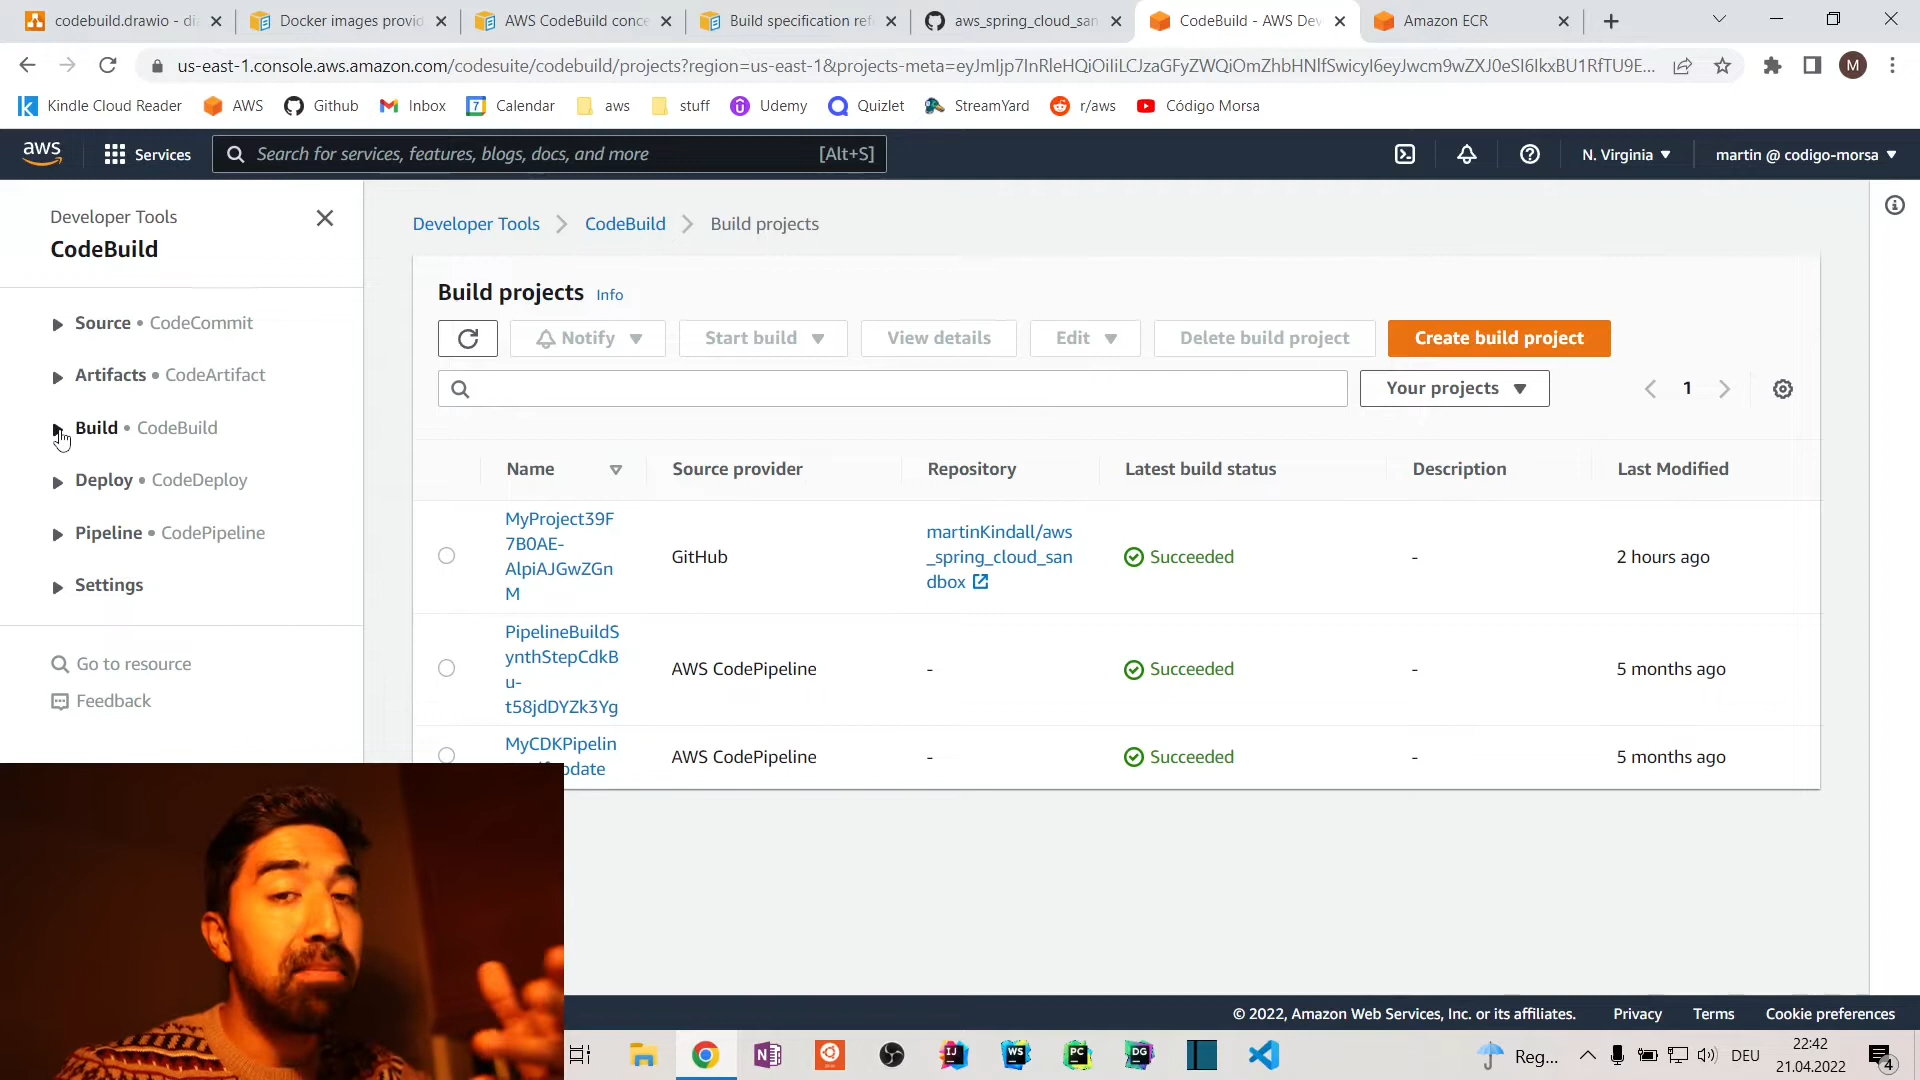 codebuild.drawio - di
Docker images provid
AWS CodeBuild conce
Build specification ref
aws_spring_cloud_san
CodeBuild - AWS Dev
Amazon ECR
us-east-1.console.aws.amazon.com/codesuite/codebuild/projects?region=us-east-1&projects-meta=
M
Kindle Cloud Reader
AWS
Github
Inbox
7
Calendar
aws
stuff
Udemy
Quizlet
StreamYard
r/aws
Código Morsa
aws
Services
Search for services, features, blogs, docs, and more
[Alt+S]
N. Virginia
martin @ codigo-morsa
Developer Tools
CodeBuild
Source • CodeCommit
Artifacts • CodeArtifact
Build • CodeBuild
Deploy • CodeDeploy
Pipeline • CodePipeline
Settings
Go to resource
Feedback
Developer Tools
CodeBuild
Build projects
Build projects Info
Notify
Start build
View details
Edit
Delete build project
Create build project
Your projects
1
Name
Source provider
Repository
Latest build status
Description
Last Modified
MyProject39F
7B0AE-
AlpiAJGwZGn
M
GitHub
martinKindall/aws
_spring_cloud_san
dbox
Succeeded
-
2 hours ago
PipelineBuildS
ynthStepCdkB
u-
t58jdDYZk3Yg
AWS CodePipeline
-
Succeeded
-
5 months ago
MyCDKPipelin
pdate
AWS CodePipeline
-
Succeeded
-
5 months ago
© 2022, Amazon Web Services, Inc. or its affiliates.
Privacy
Terms
Cookie preferences
N
IJ
WS
PC
DG
Reg...
DEU
22:42
21.04.2022
4